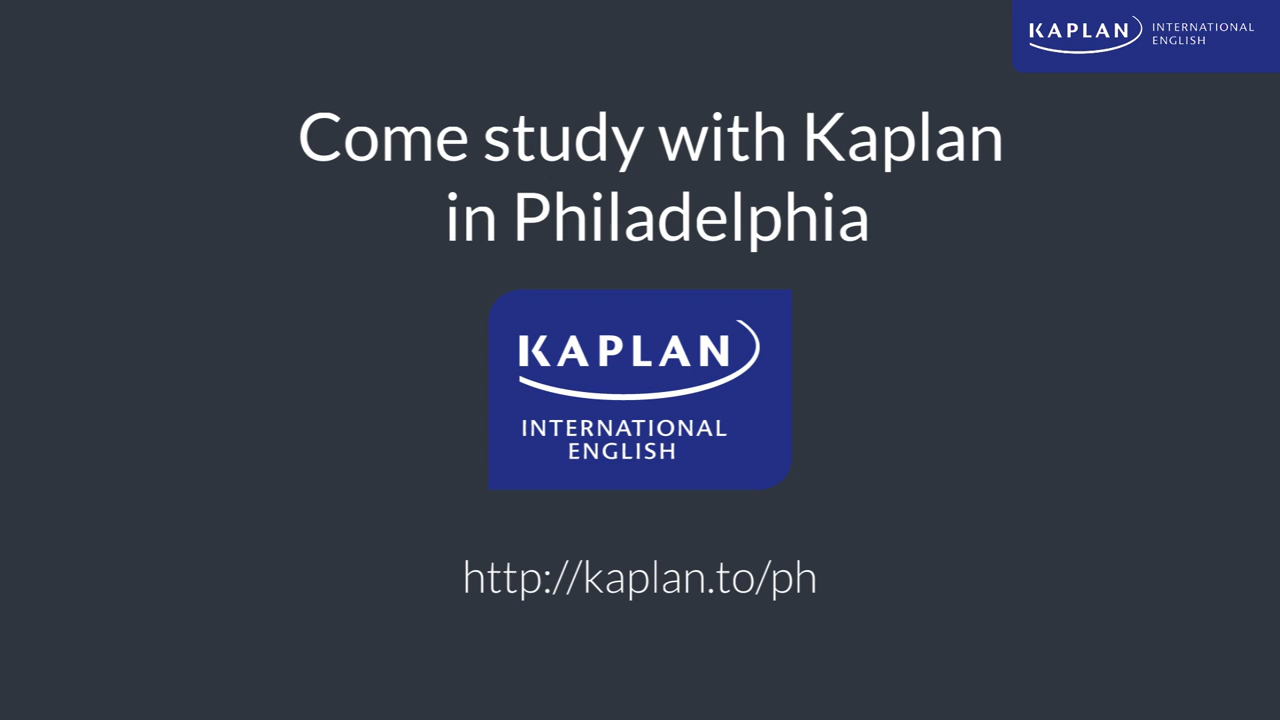 KAPLAN INTERNATIONAL
ENGLISH
Come study with Kaplan
in Philadelphia
KAPLAN
INTERNATIONAL
ENGLISH
http://kaplan.to/ph